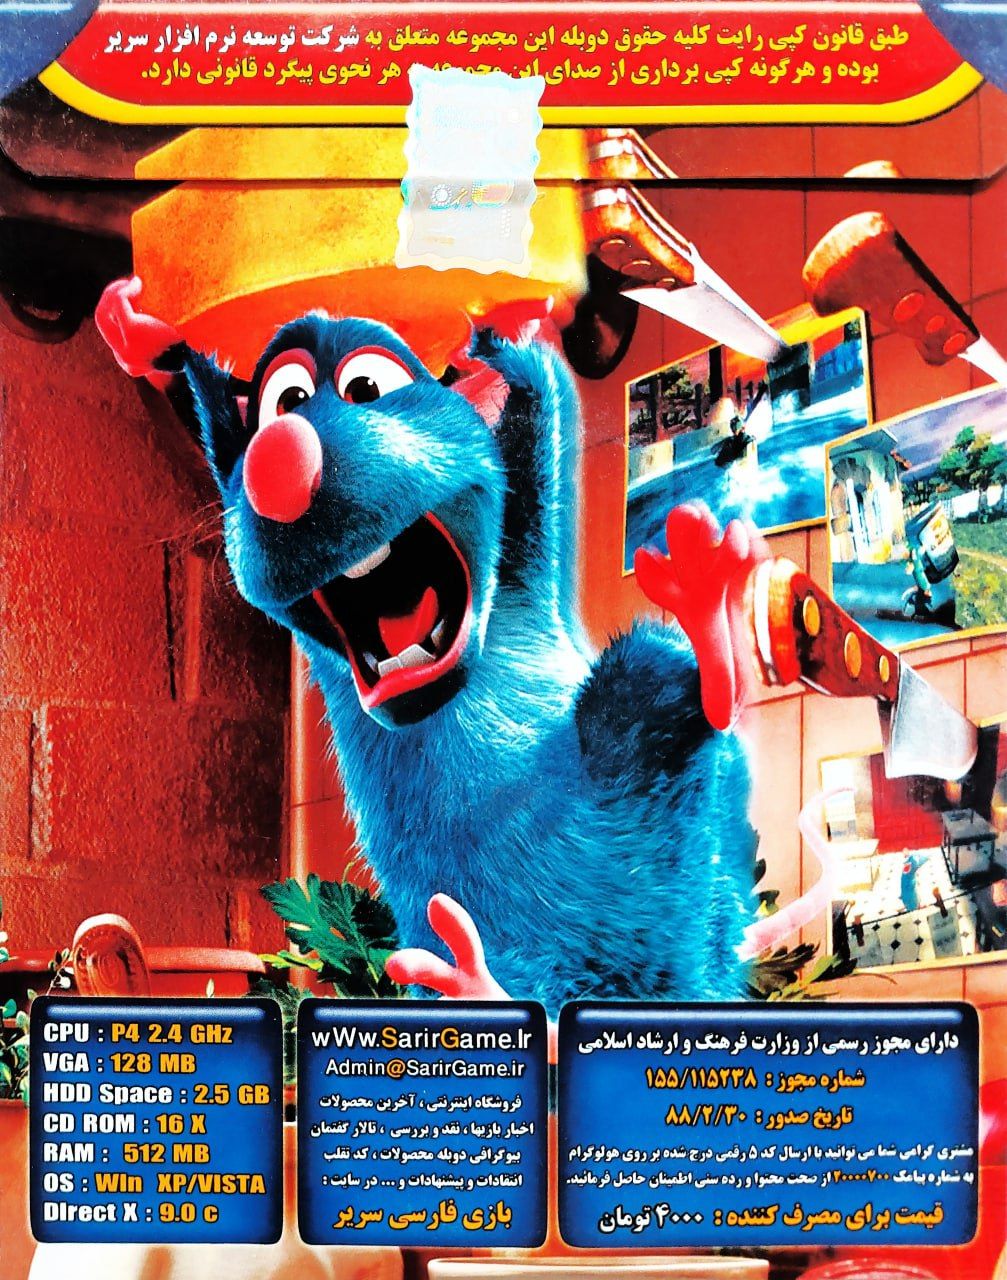 طبق قانون کپی رایت کلیه حقوق دوبله این مجموعه متعلق به شرکت توسعه نرم افزار سریر
بوده و هرگونه کپی برداری از صدای این مجموعه به هر نحوی پیگرد قانونی دارد.
CPU : P4 2.4 GHz
VGA : 128 MB
HDD Space : 2.5 GB
CD ROM : 16 X
RAM : 512 MB
OS : Win XP/VISTA
Direct X : 9.0 c
wWw.SarirGame.Ir
Admin@SarirGame.ir
فروشگاه اینترنتی ، آخرین محصولات
اخبار بازیها ، نقد و بررسی ، تالار گفتمان
بیوگرافی دوبله محصولات ، کد تقلب
انتقادات و پیشنهادات و ... در سایت :
بازی فارسی سریر
دارای مجوز رسمی از وزارت فرهنگ و ارشاد اسلامی
شماره مجوز : ۱۵۵/۱۱۵۲۳۸
تاریخ صدور : ۸۸/۲/۳۰
مشتری گرامی شما می توانید با ارسال کد ۵ رقمی درج شده بر روی هولوگرام
به شماره پیامک ۲۰۰۰۰۷۰۰ از صحت محتوا و رده سنی اطمینان حاصل فرمائید.
قیمت برای مصرف کننده : ۴۰۰۰ تومان